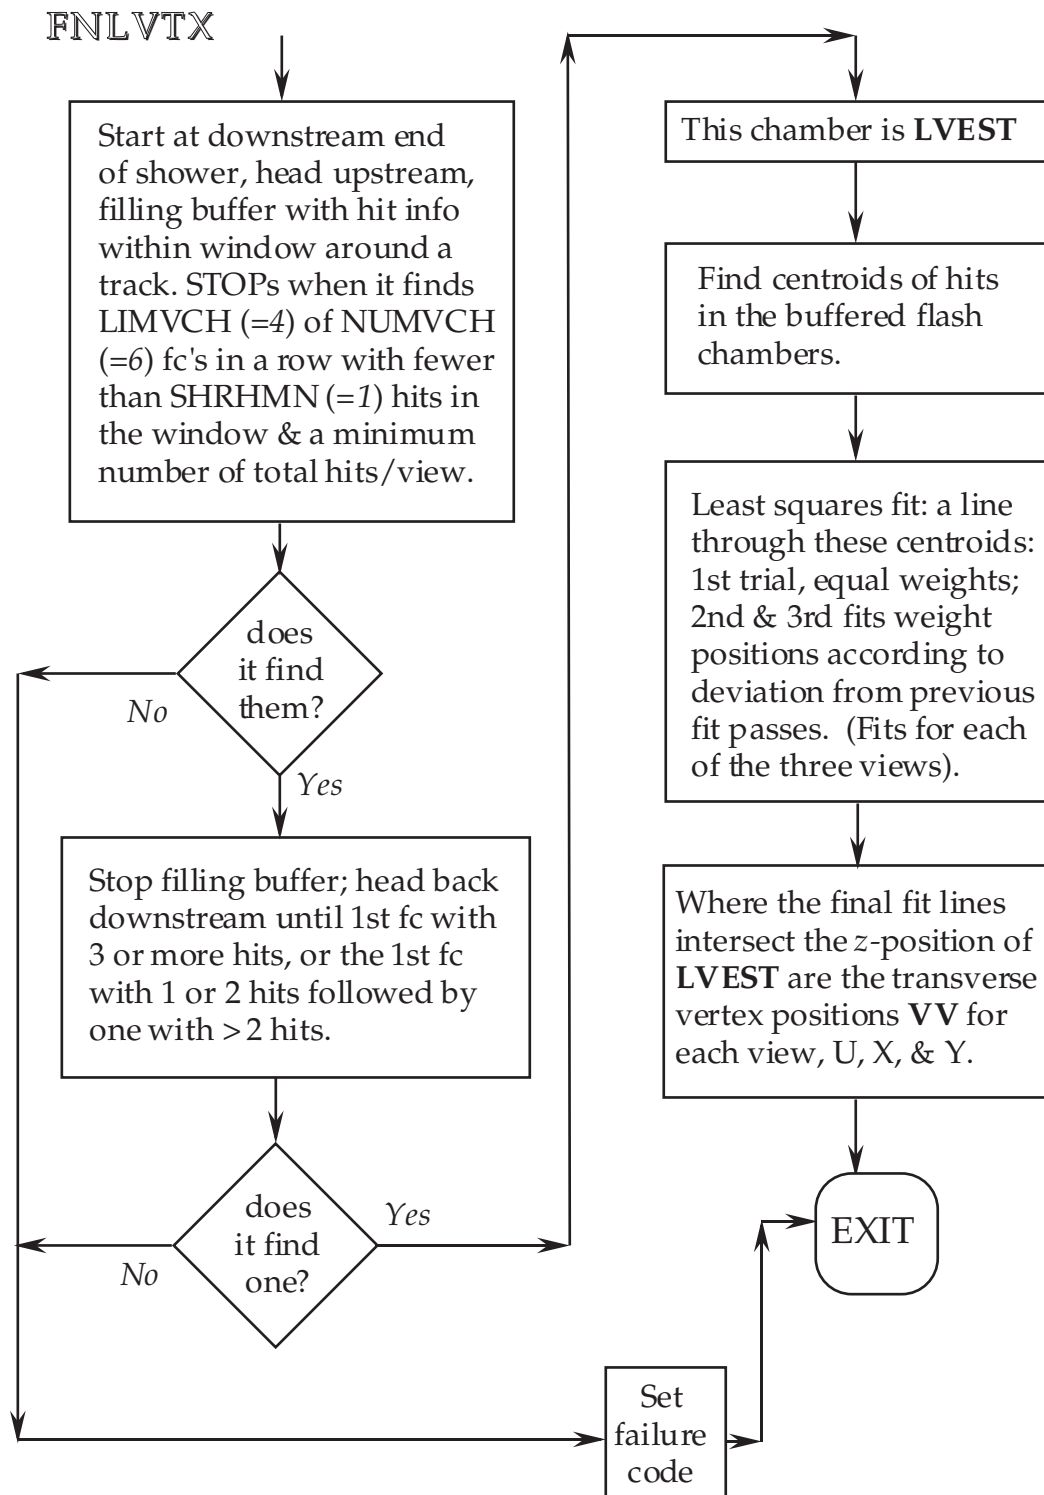 FNLVTX
Start at downstream end
of shower, head upstream,
filling buffer with hit info
within window around a
track. STOPs when it finds
LIMVCH (=4) of NUMVCH
(=6) fc's in a row with fewer
than SHRHMN (=1) hits in
the window & a minimum
number of total hits/view.
does
it find
them?
No
Yes
Stop filling buffer; head back
downstream until 1st fc with
3 or more hits, or the 1st fc
with 1 or 2 hits followed by
one with >2 hits.
does
it find
one?
No
Yes
This chamber is LVEST
Find centroids of hits
in the buffered flash
chambers.
Least squares fit: a line
through these centroids:
1st trial, equal weights;
2nd & 3rd fits weight
positions according to
deviation from previous
fit passes. (Fits for each
of the three views).
Where the final fit lines
intersect the z-position of
LVEST are the transverse
vertex positions VV for
each view, U, X, & Y.
EXIT
Set
failure
code